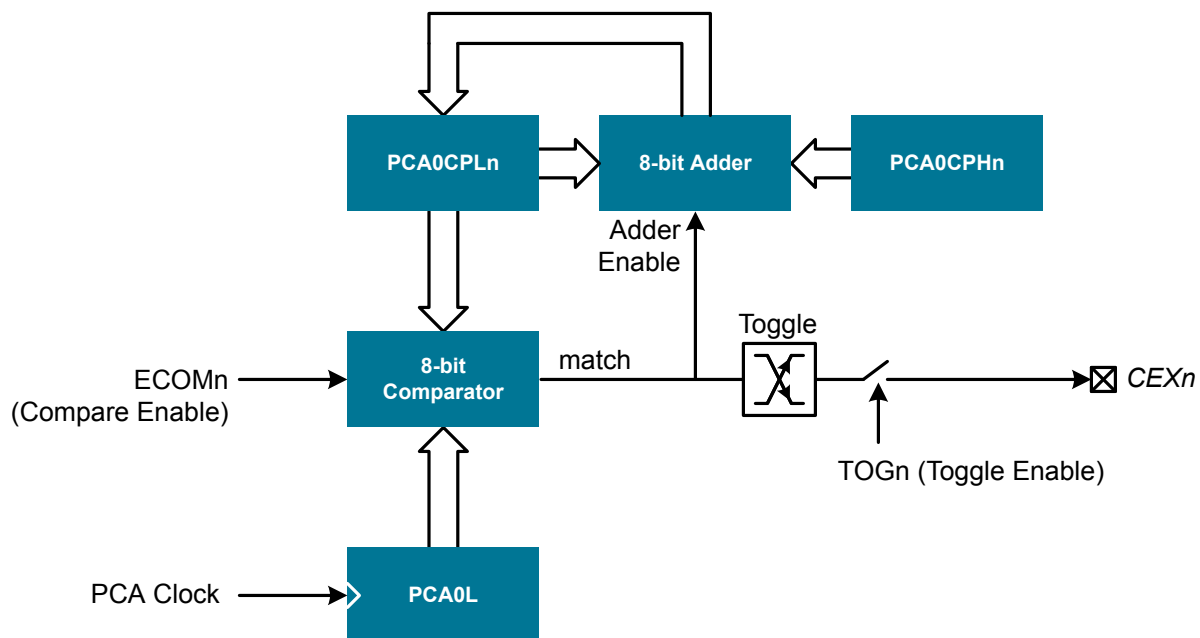 PCA0CPLn
8-bit Adder
PCA0CPHn
Adder
Enable
Toggle
8-bit
Comparator
match
ECOMn
(Compare Enable)
CEXn
TOGn (Toggle Enable)
PCA Clock
PCA0L